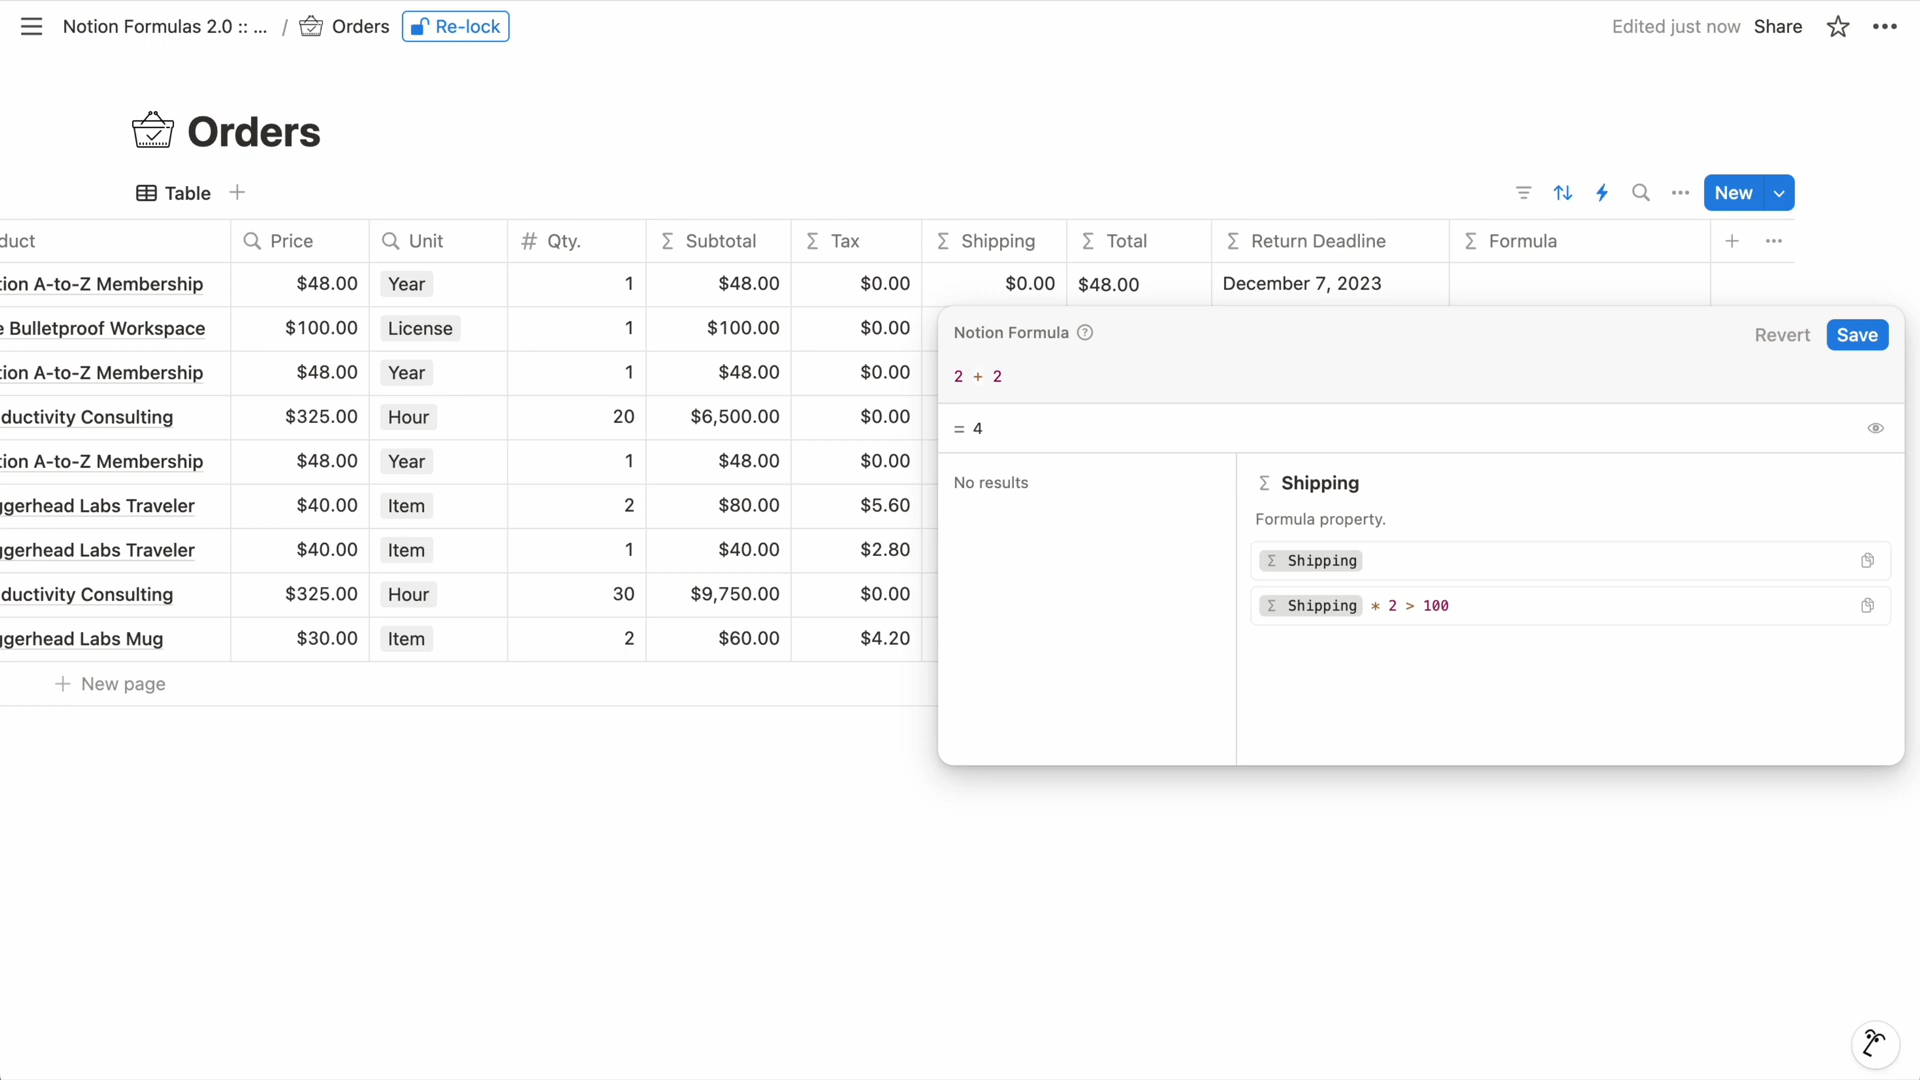 Notion Formulas 2.0 :: ... / Orders Re-lock Edited just now Share
Orders
Table New
duct Price Unit # Qty. Σ Subtotal Σ Tax Σ Shipping Σ Total Σ Return Deadline Σ Formula
tion A-to-Z Membership $48.00 Year 1 $48.00 $0.00 $0.00 $48.00 December 7, 2023
e Bulletproof Workspace $100.00 License 1 $100.00 $0.00
tion A-to-Z Membership $48.00 Year 1 $48.00 $0.00
ductivity Consulting $325.00 Hour 20 $6,500.00 $0.00
tion A-to-Z Membership $48.00 Year 1 $48.00 $0.00
ggerhead Labs Traveler $40.00 Item 2 $80.00 $5.60
ggerhead Labs Traveler $40.00 Item 1 $40.00 $2.80
ductivity Consulting $325.00 Hour 30 $9,750.00 $0.00
ggerhead Labs Mug $30.00 Item 2 $60.00 $4.20
+ New page
Notion Formula ? Revert Save
2 + 2
= 4
No results
Σ Shipping
Formula property.
Σ Shipping
Σ Shipping * 2 > 100